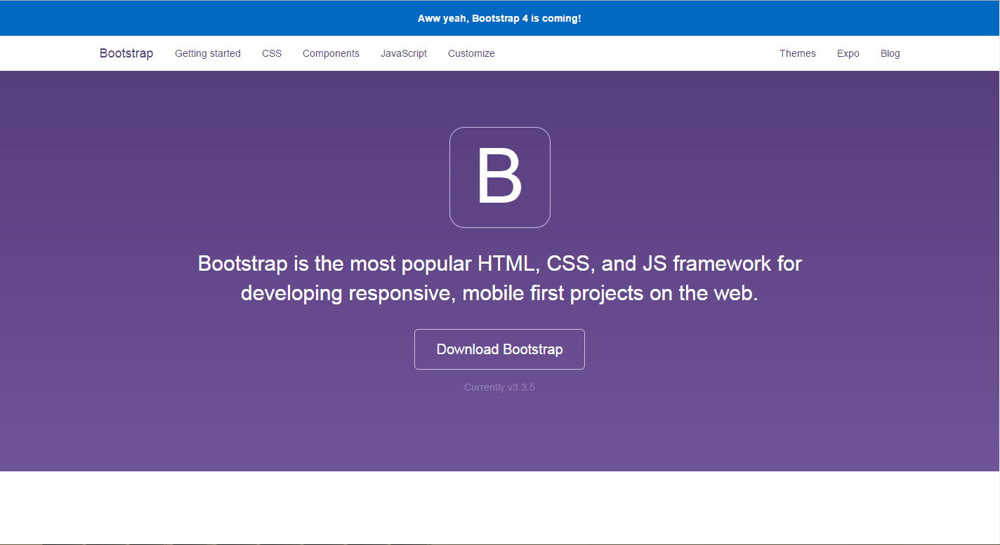 Aww yeah, Bootstrap 4 is coming!
Bootstrap Getting started CSS Components JavaScript Customize Themes Expo Blog
B
Bootstrap is the most popular HTML, CSS, and JS framework for
developing responsive, mobile first projects on the web.
Download Bootstrap
Currently v3.3.5